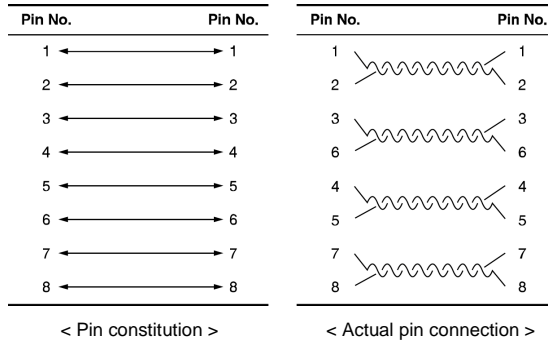 Pin No. Pin No. Pin No. Pin No.
1 1 1 1
2 2 2 2
3 3 3 3
4 4 6 6
5 5 4 4
6 6 5 5
7 7 7 7
8 8 8 8
< Pin constitution > < Actual pin connection >